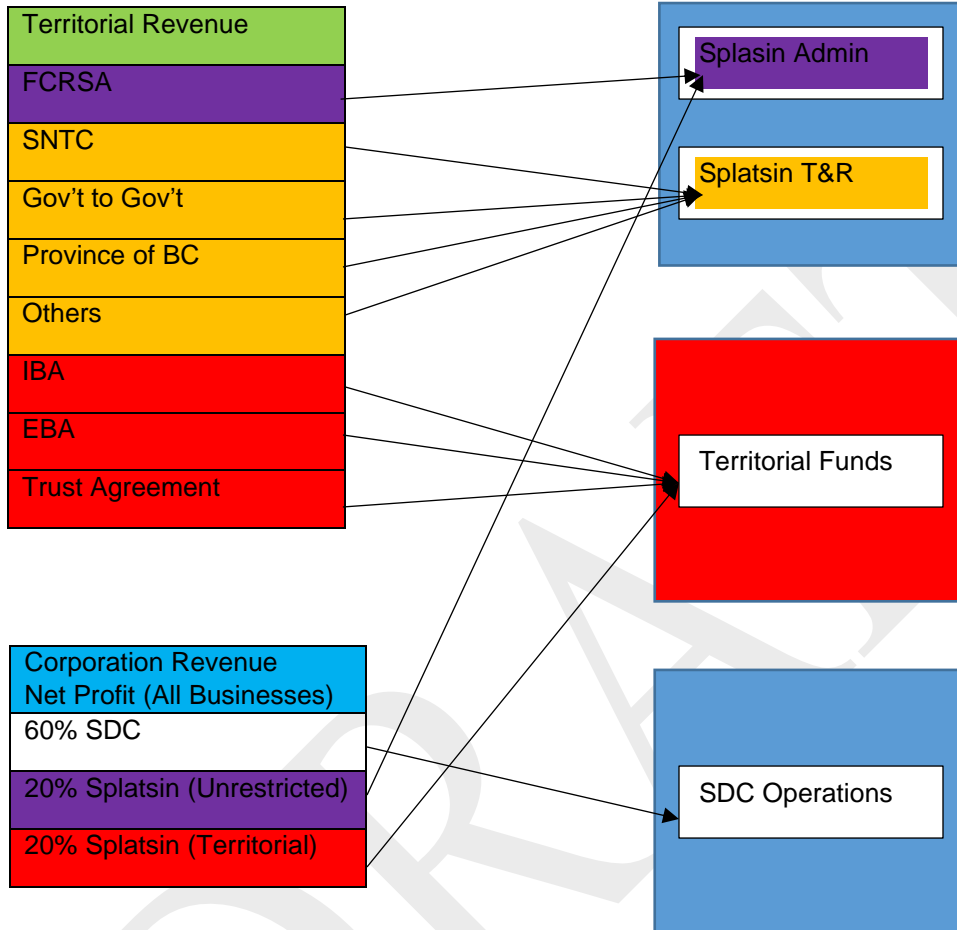 Territorial Revenue
FCRSA
SNTC
Gov't to Gov't
Province of BC
Others
IBA
EBA
Trust Agreement
Corporation Revenue
Net Profit (All Businesses)
60% SDC
20% Splatsin (Unrestricted)
20% Splatsin (Territorial)
Splasin Admin
Splatsin T&R
Territorial Funds
SDC Operations
DRAFT